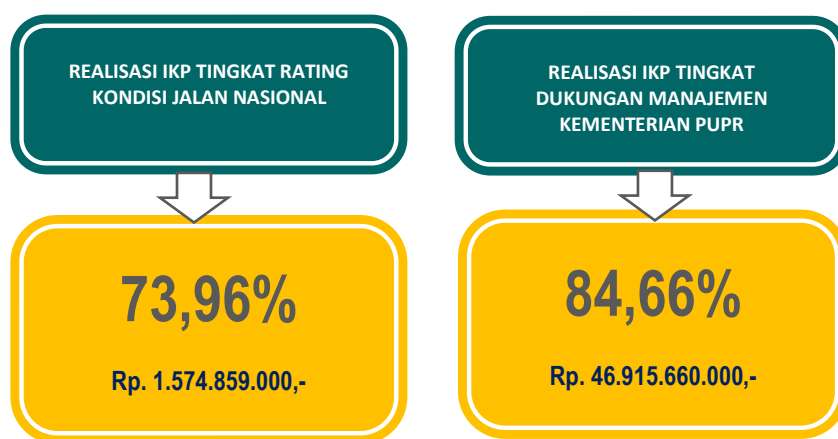 REALISASI IKP TINGKAT RATING
KONDISI JALAN NASIONAL
73,96%
Rp. 1.574.859.000,-
REALISASI IKP TINGKAT
DUKUNGAN MANAJEMEN
KEMENTERIAN PUPR
84,66%
Rp. 46.915.660.000,-